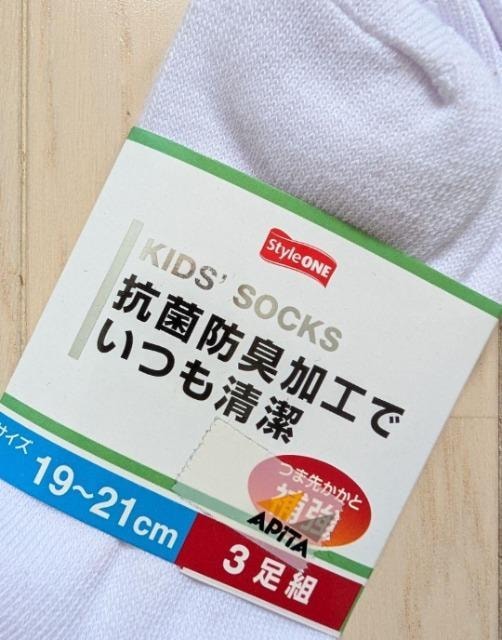 StyleONE
KIDS' SOCKS
抗菌防臭加工で
いつも清潔
つま先かかと
補強
APiTA
サイズ
19~21cm
3足組